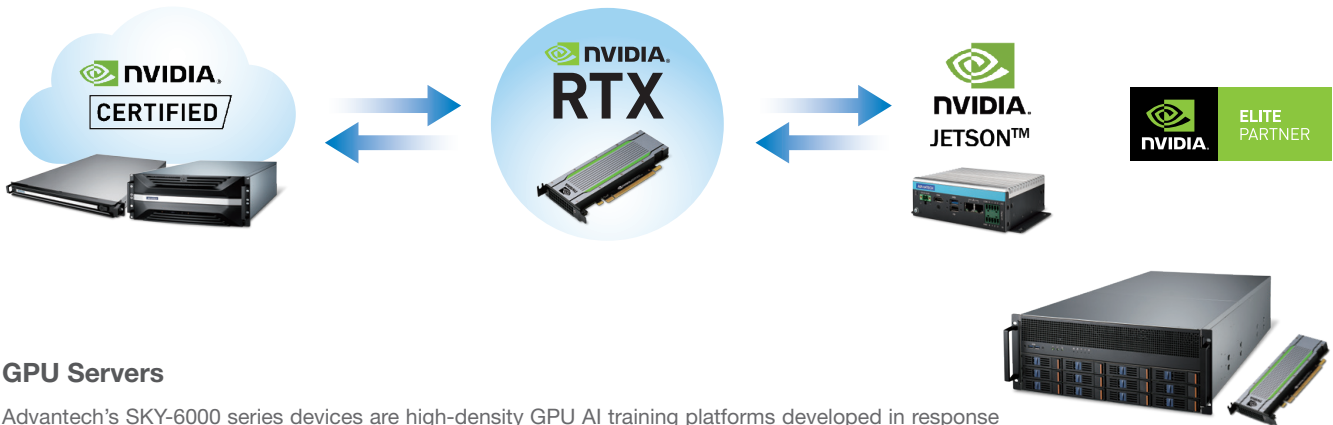 NVIDIA.
CERTIFIED
NVIDIA.
RTX
NVIDIA.
JETSON™
NVIDIA.
ELITE
PARTNER
GPU Servers
Advantech's SKY-6000 series devices are high-density GPU AI training platforms developed in response